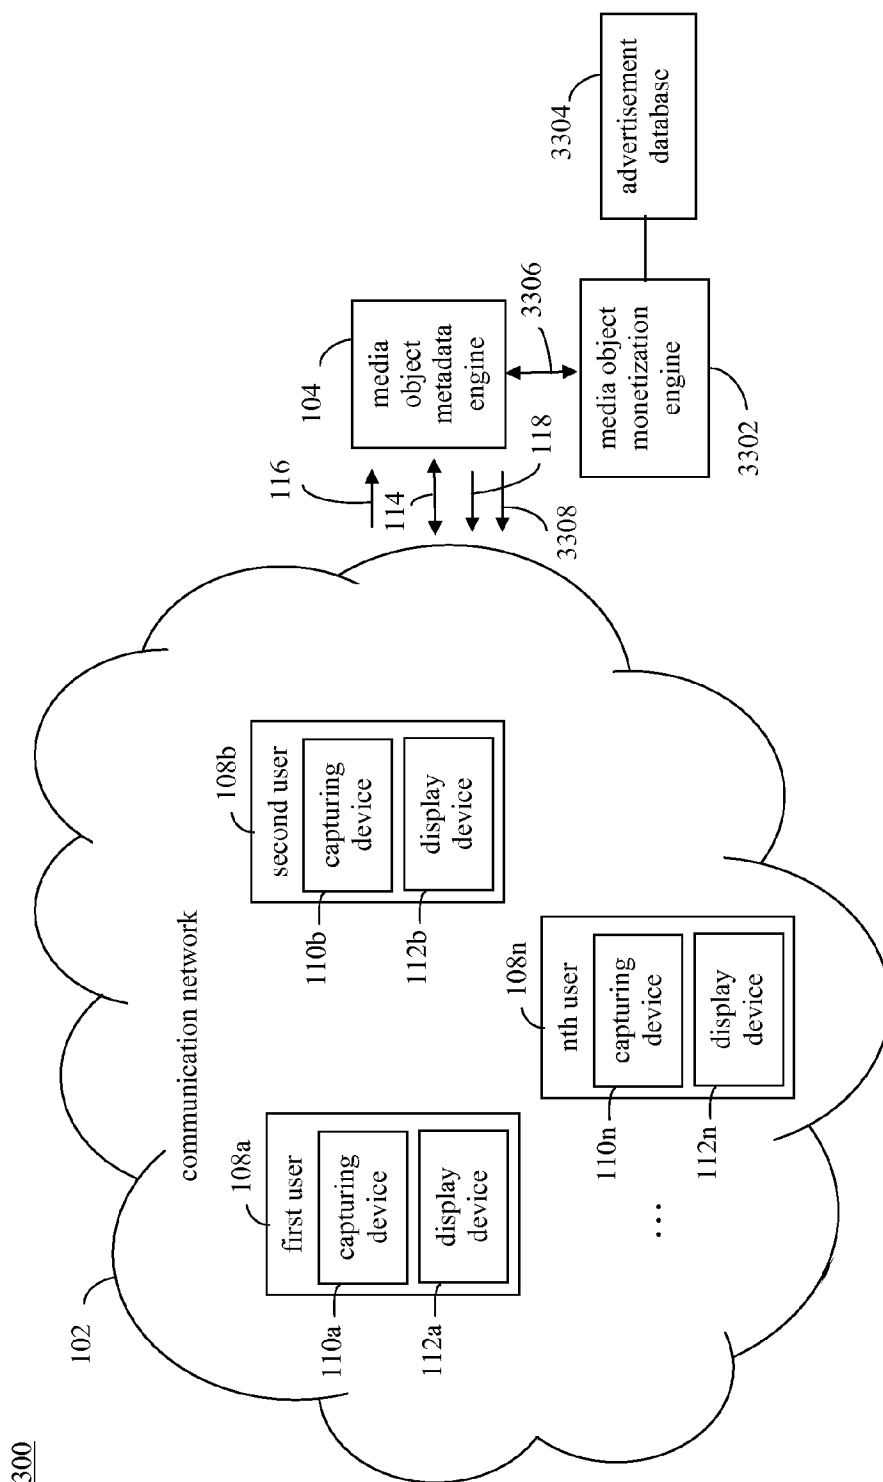 300
102
communication network
108a
first user
capturing
device
display
device
110a
112a
108b
second user
capturing
device
display
device
110b
112b
108n
nth user
capturing
device
display
device
110n
112n
...
116
114
118
3308
104
media
object
metadata
engine
3306
media object
monetization
engine
3302
3304
advertisement
database